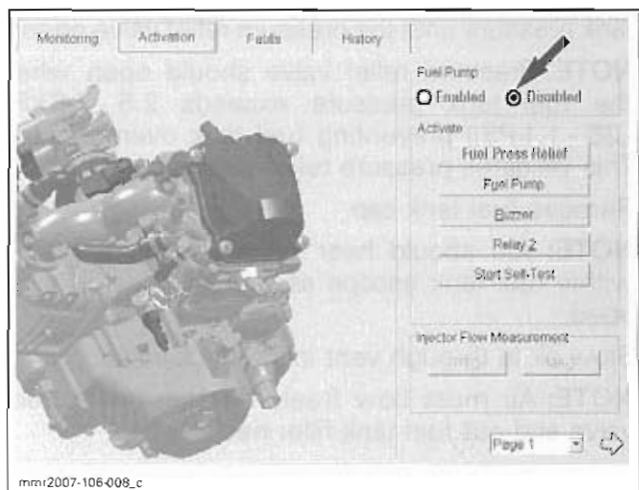 Monitoring Activation Faults History
Fuel Pump
Enabled Disabled
Activate
Fuel Press Relief
Fuel Pump
Buzzer
Relay 2
Start Self-Test
Injector Flow Measurement
Page 1
mmr2007-106-008_c